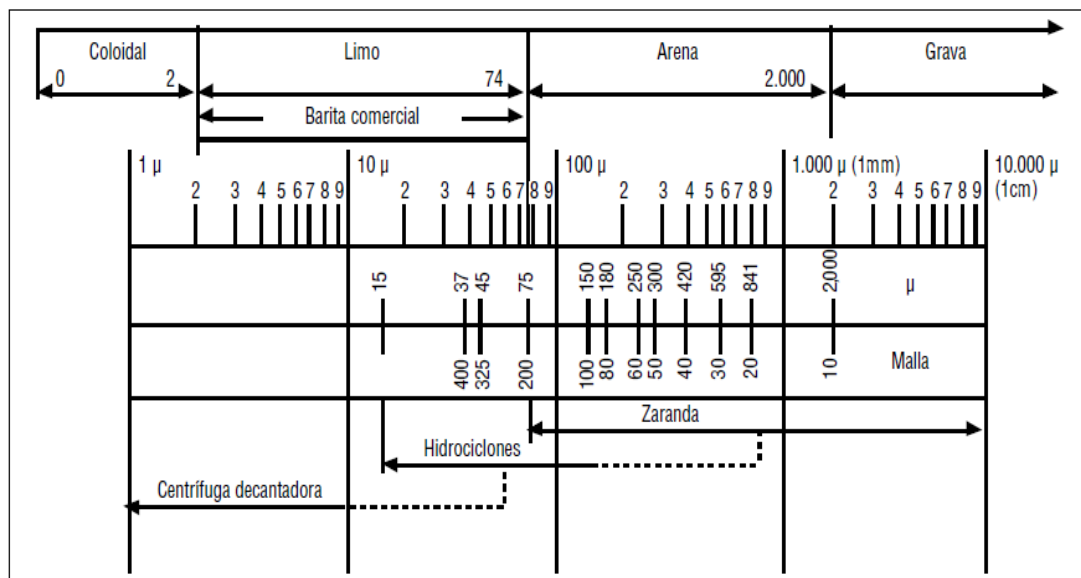 Coloidal Limo Arena Grava
0 2 74 2.000
Barita comercial
1 µ 10 µ 100 µ 1.000 µ (1mm) 10.000 µ
(1cm)
2 3 4 5 6 7 8 9 2 3 4 5 6 7 8 9 2 3 4 5 6 7 8 9 2 3 4 5 6 7 8 9
15 37 45 75 150 180 250 300 420 595 841 2,000 µ
400 325 200 100 80 60 50 40 30 20 10 Malla
Zaranda
Hidrociclones
Centrífuga decantadora